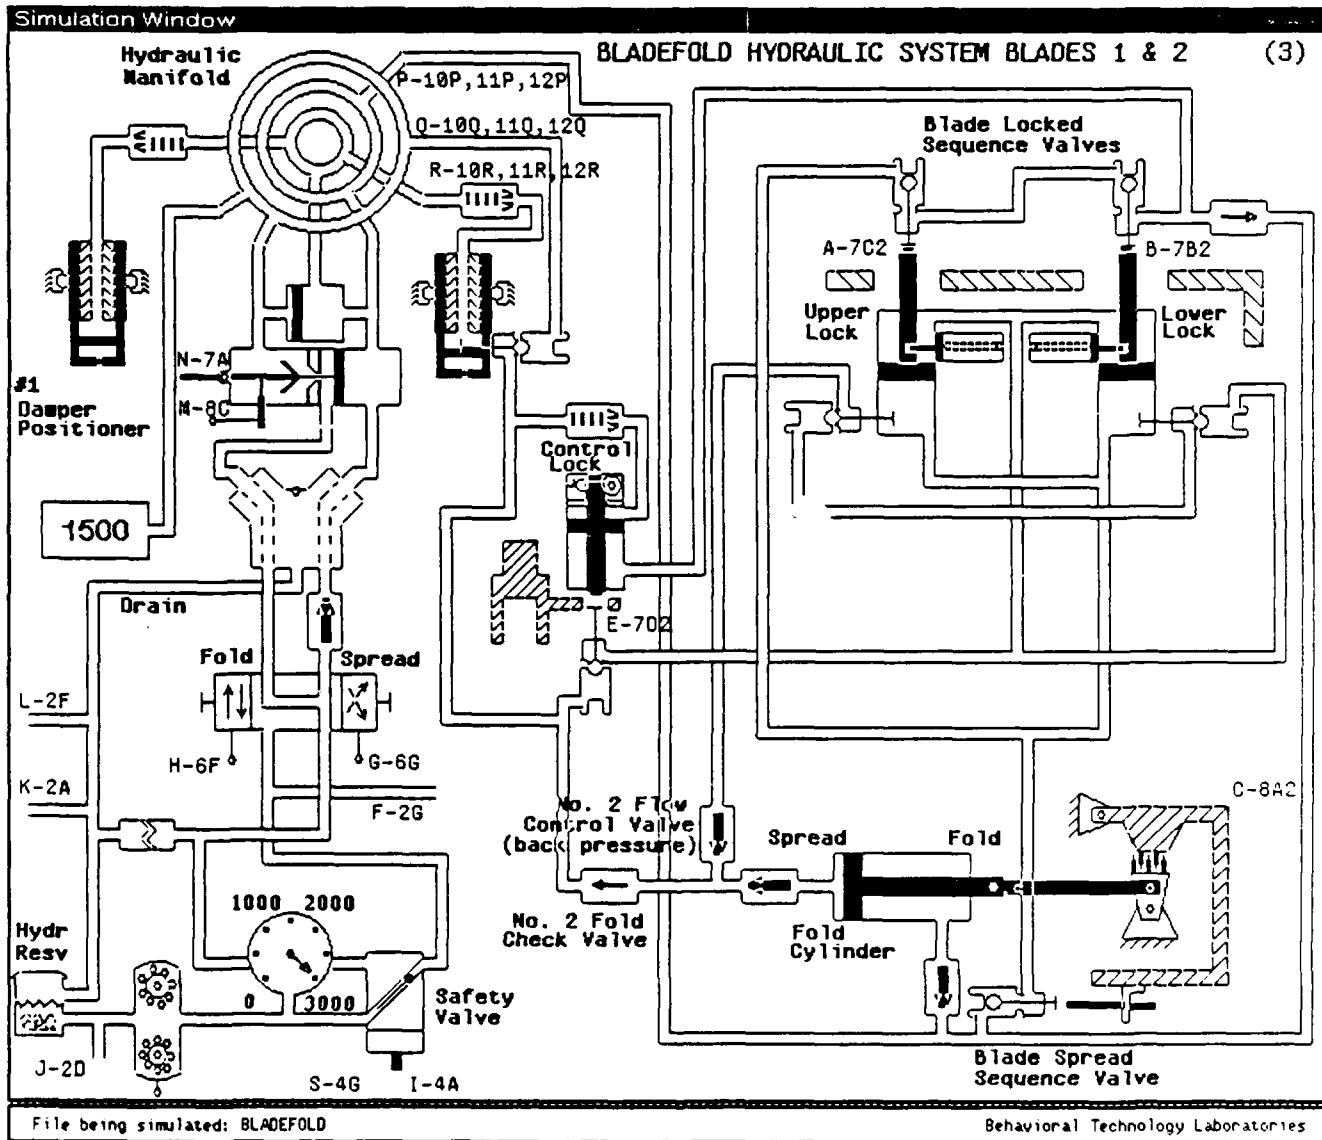 Simulation Window
BLADEFOLD HYDRAULIC SYSTEM BLADES 1 & 2 (3)
Hydraulic
Manifold
P-10P,11P,12P
Q-10Q,11Q,12Q
R-10R,11R,12R
Blade Locked
Sequence Valves
A-7C2
B-7B2
Upper
Lock
Lower
Lock
N-7A
#1
Damper
Positioner
M-8C
Control
Lock
1500
Drain
E-7D2
Fold
Spread
L-2F
H-6F
G-6G
K-2A
F-2G
C-8A2
No. 2 Flow
Control Valve
(back pressure)
Spread
Fold
1000 2000
0 3000
No. 2 Fold
Check Valve
Fold
Cylinder
Hydr
Resv
Safety
Valve
J-2D
S-4G
I-4A
Blade Spread
Sequence Valve
File being simulated: BLADEFOLD
Behavioral Technology Laboratories